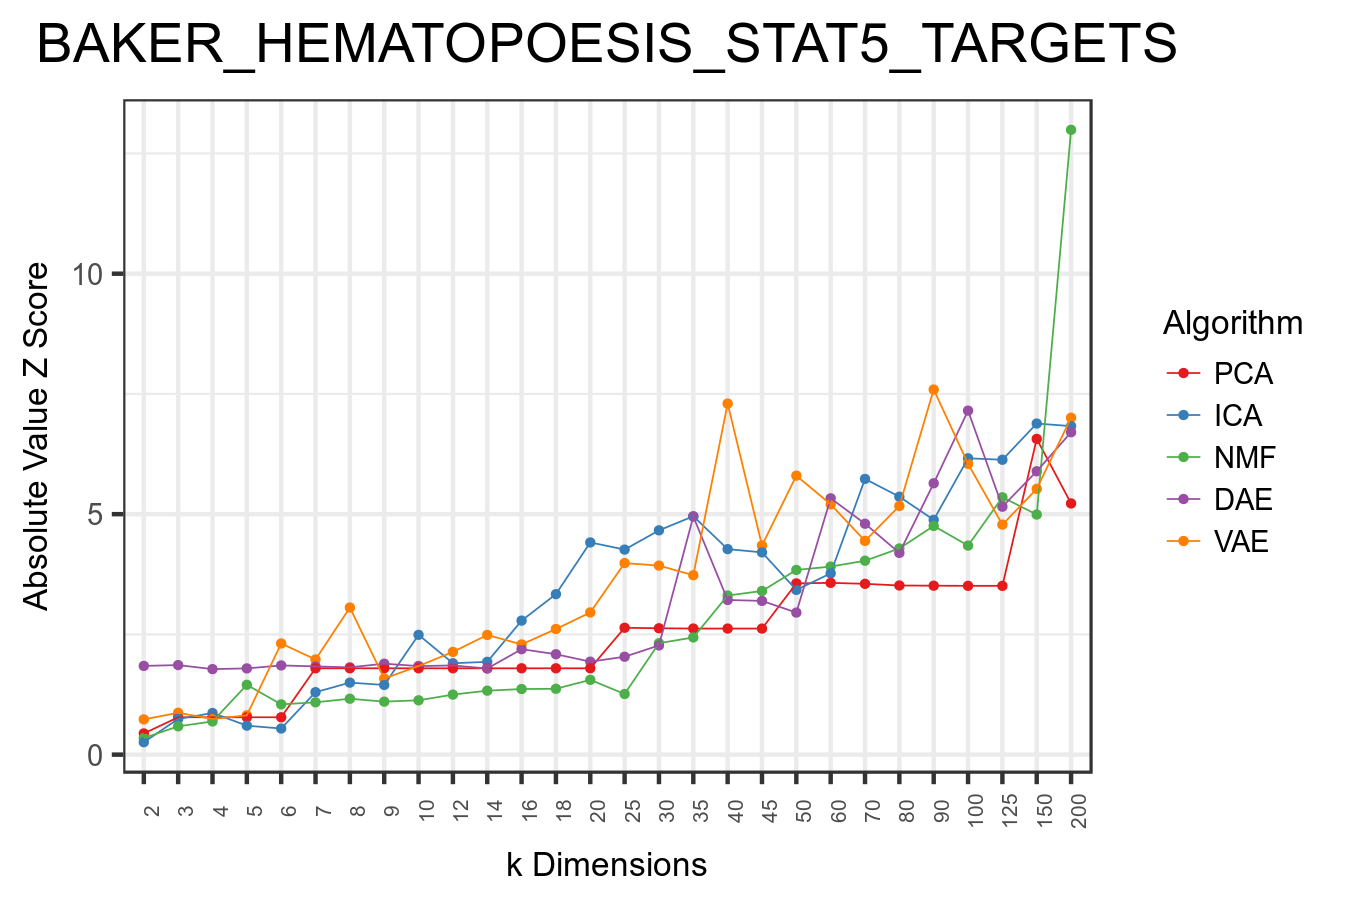 BAKER_HEMATOPOESIS_STAT5_TARGETS
Absolute Value Z Score
10
5
0
2 3 4 5 6 7 8 9 10 12 14 16 18 20 25 30 35 40 45 50 60 70 80 90 100 125 150 200
k Dimensions
Algorithm
PCA
ICA
NMF
DAE
VAE